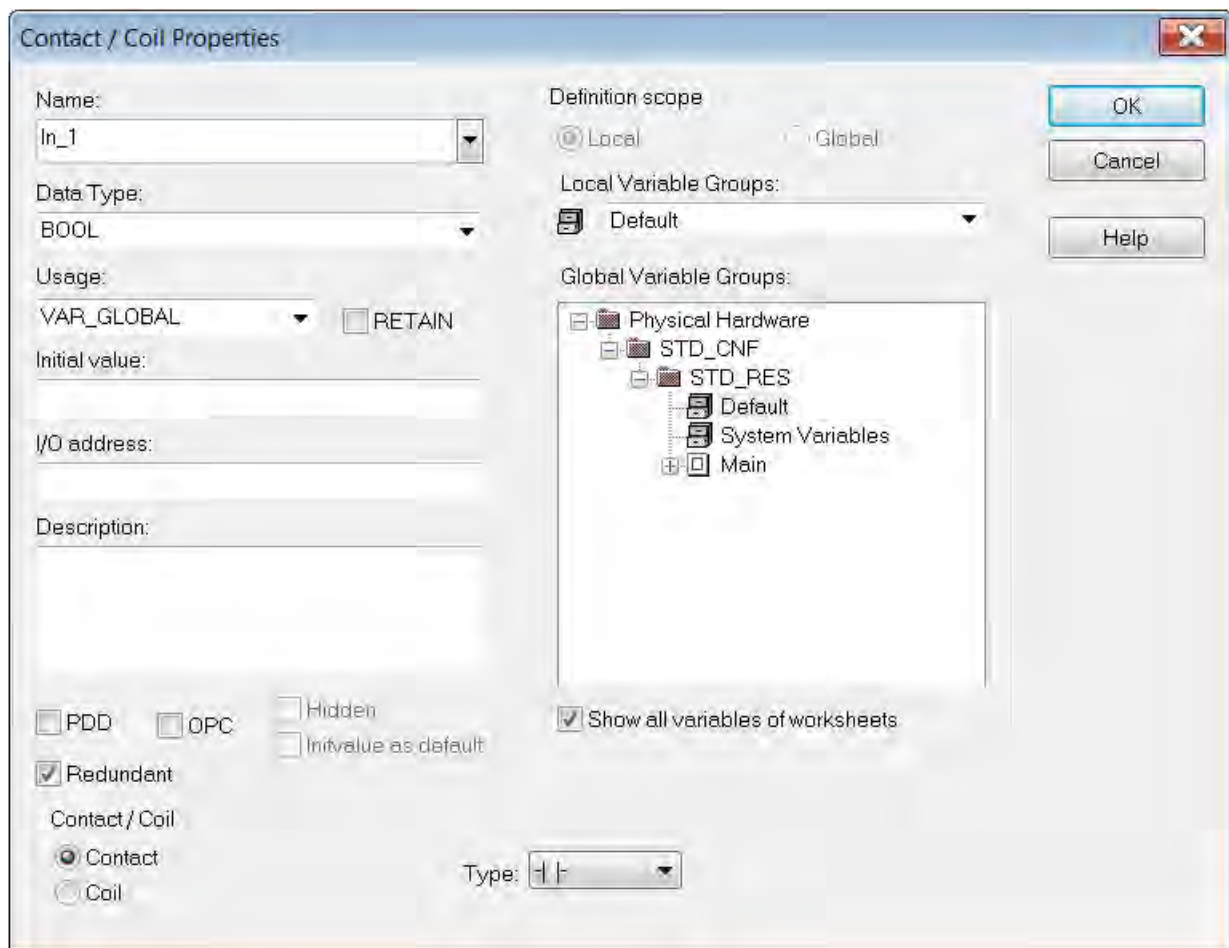 Contact / Coil Properties
Name:
In_1
Data Type:
BOOL
Usage:
VAR_GLOBAL
RETAIN
Initial value:
I/O address:
Description:
PDD
OPC
Hidden
Initvalue as default
Redundant
Contact / Coil
Contact
Coil
Type: -| |-
Definition scope
Local
Global
Local Variable Groups:
Default
Global Variable Groups:
Physical Hardware
STD_CNF
STD_RES
Default
System Variables
Main
Show all variables of worksheets
OK
Cancel
Help